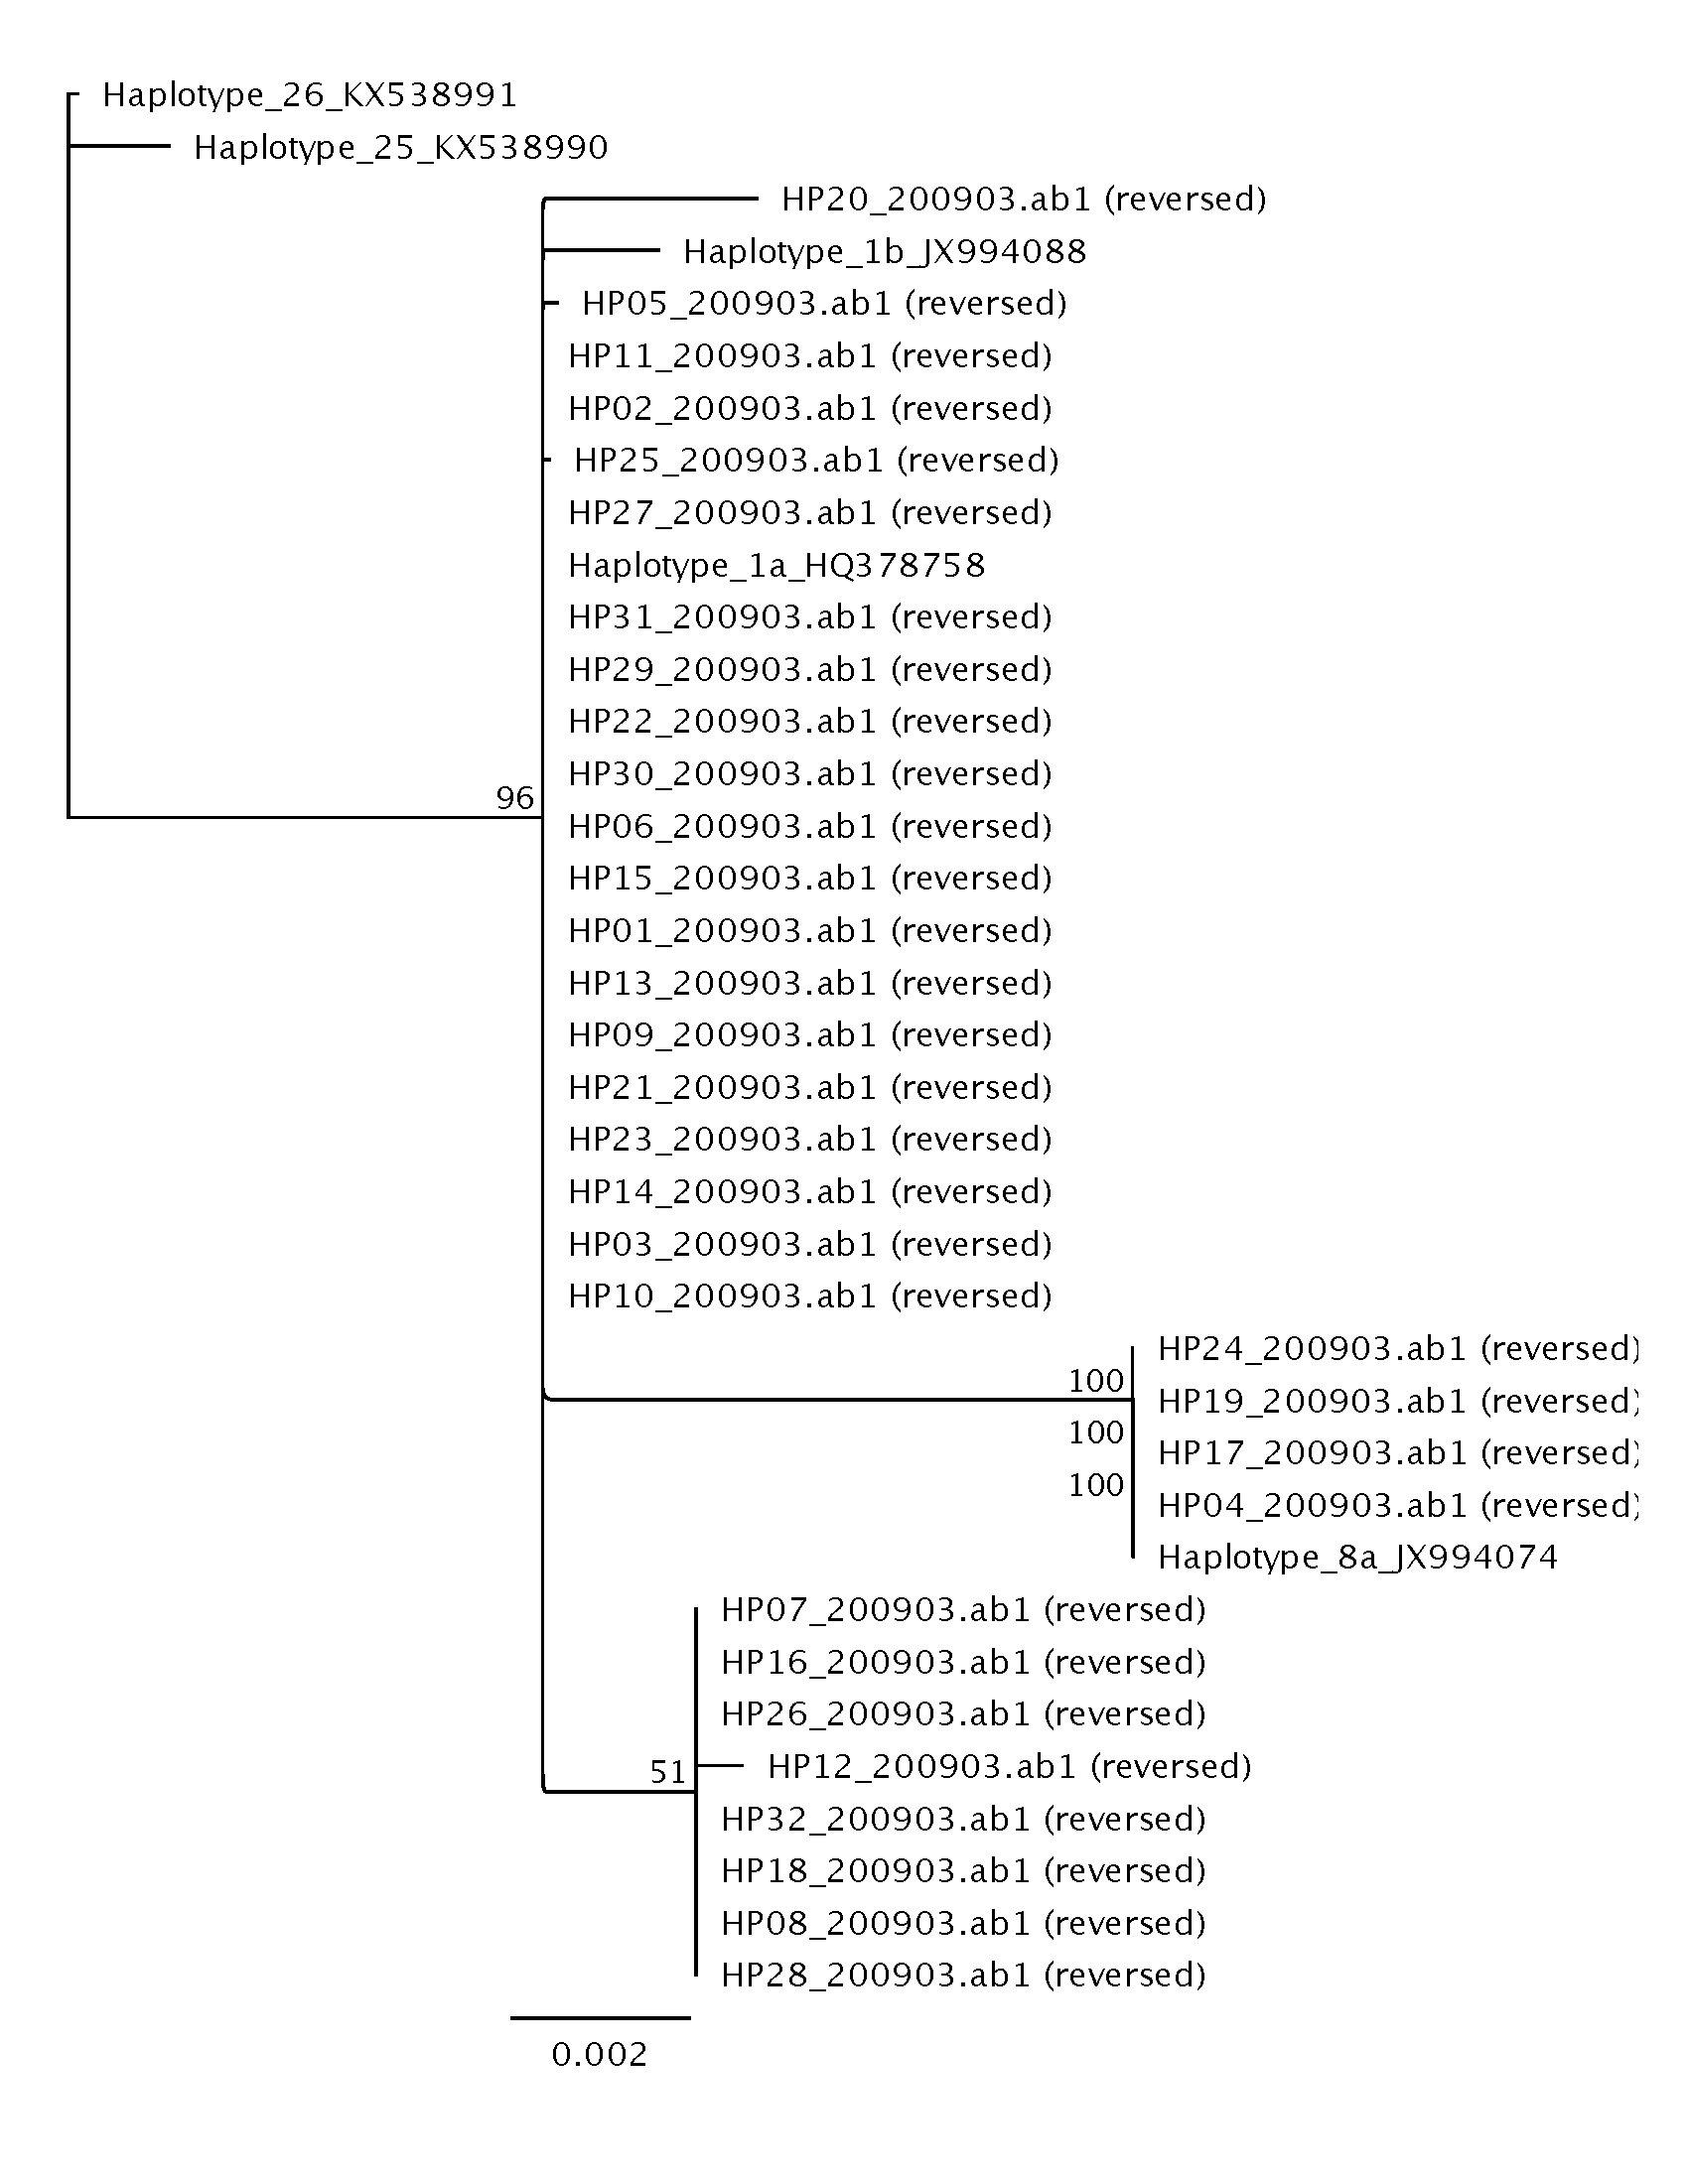 Haplotype_26_KX538991
Haplotype_25_KX538990
HP20_200903.ab1 (reversed)
Haplotype_1b_JX994088
HP05_200903.ab1 (reversed)
HP11_200903.ab1 (reversed)
HP02_200903.ab1 (reversed)
HP25_200903.ab1 (reversed)
HP27_200903.ab1 (reversed)
Haplotype_1a_HQ378758
HP31_200903.ab1 (reversed)
HP29_200903.ab1 (reversed)
HP22_200903.ab1 (reversed)
HP30_200903.ab1 (reversed)
96
HP06_200903.ab1 (reversed)
HP15_200903.ab1 (reversed)
HP01_200903.ab1 (reversed)
HP13_200903.ab1 (reversed)
HP09_200903.ab1 (reversed)
HP21_200903.ab1 (reversed)
HP23_200903.ab1 (reversed)
HP14_200903.ab1 (reversed)
HP03_200903.ab1 (reversed)
HP10_200903.ab1 (reversed)
HP24_200903.ab1 (reversed)
100
HP19_200903.ab1 (reversed)
100
HP17_200903.ab1 (reversed)
100
HP04_200903.ab1 (reversed)
Haplotype_8a_JX994074
HP07_200903.ab1 (reversed)
HP16_200903.ab1 (reversed)
HP26_200903.ab1 (reversed)
51
HP12_200903.ab1 (reversed)
HP32_200903.ab1 (reversed)
HP18_200903.ab1 (reversed)
HP08_200903.ab1 (reversed)
HP28_200903.ab1 (reversed)
0.002